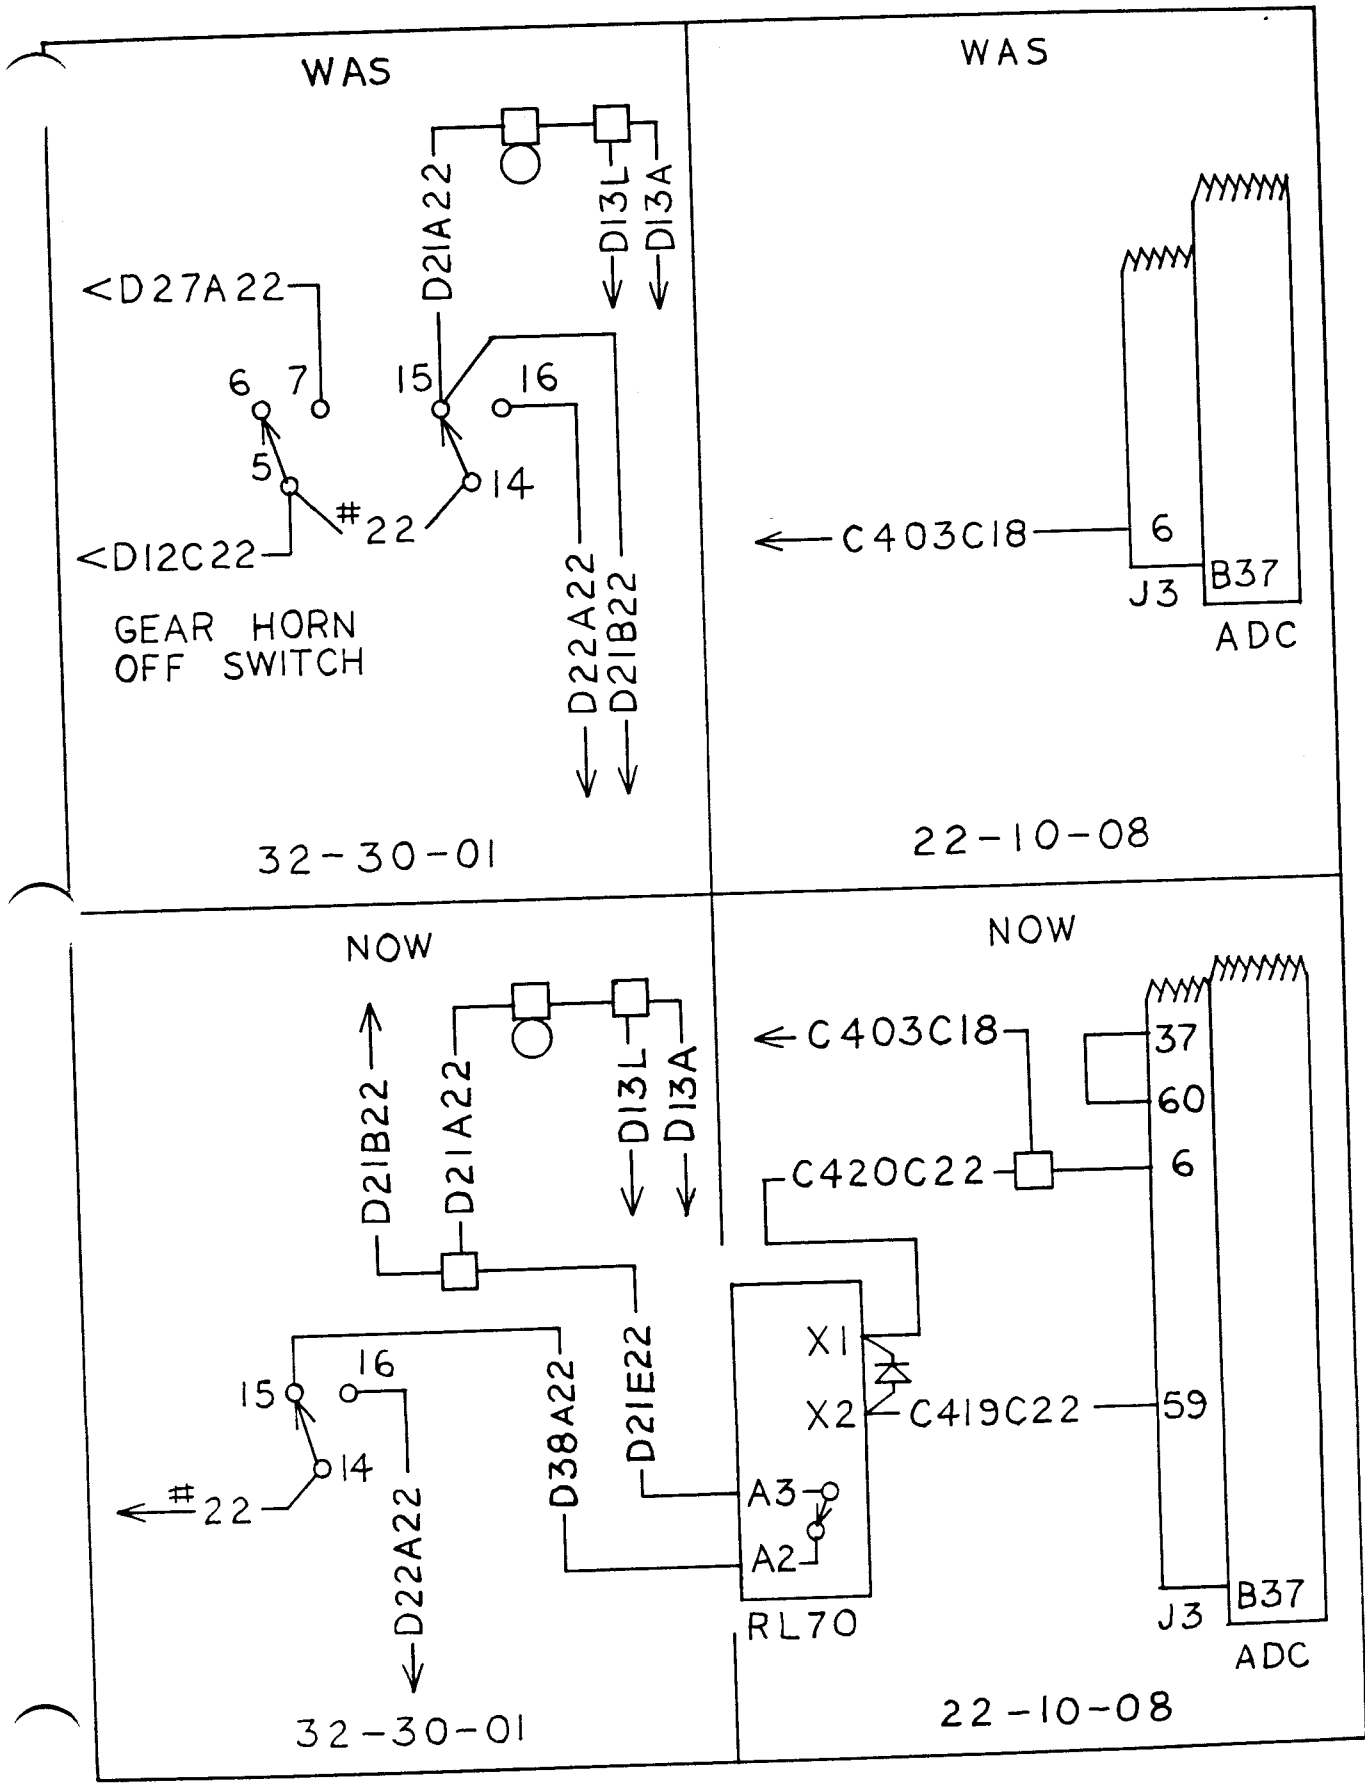 WAS
D21A22
D13L
D13A
<D27A22
6
7
15
16
5
14
#22
<D12C22
GEAR HORN
OFF SWITCH
D22A22
D21B22
32-30-01
WAS
C403C18
6
J3
B37
ADC
22-10-08
NOW
D21B22
D21A22
D13L
D13A
15
16
14
#22
D22A22
D38A22
D21E22
32-30-01
NOW
C403C18
37
60
C420C22
6
X1
X2
C419C22
59
A3
A2
RL70
J3
B37
ADC
22-10-08